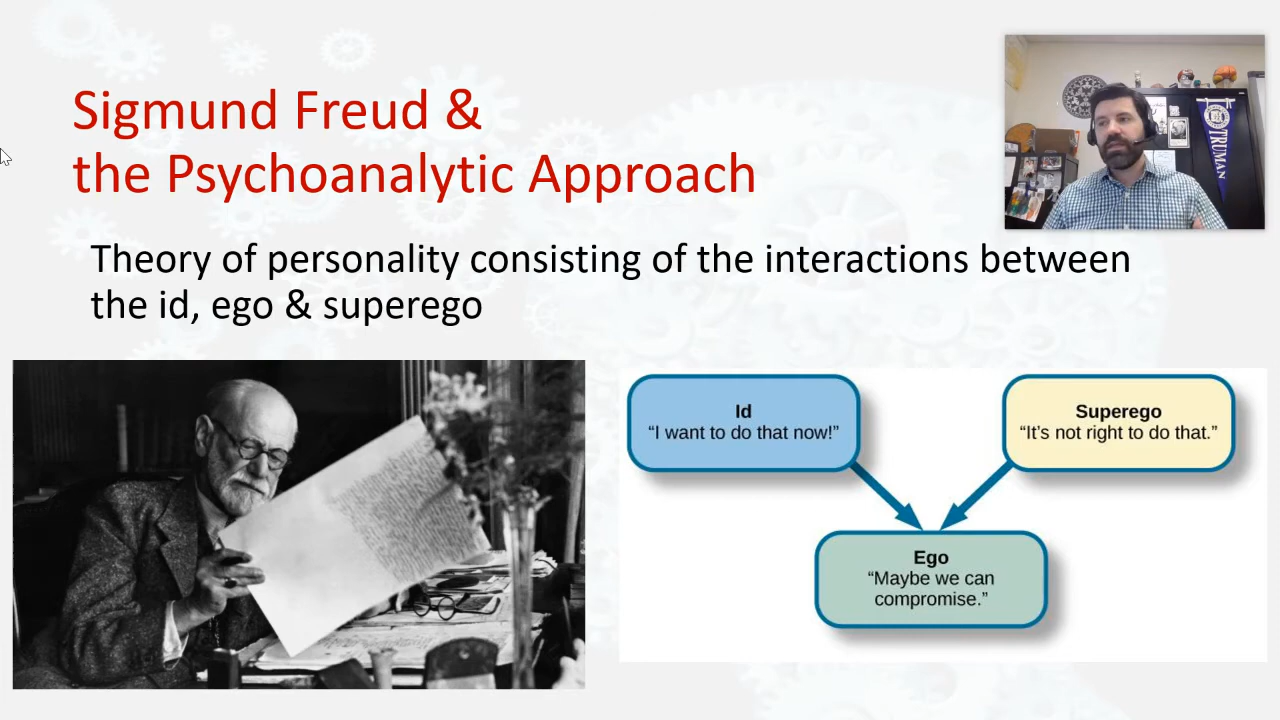 Sigmund Freud &
the Psychoanalytic Approach
TRUMAN
Theory of personality consisting of the interactions between
the id, ego & superego
Id
“I want to do that now!”
Superego
“It’s not right to do that.”
Ego
“Maybe we can
compromise.”